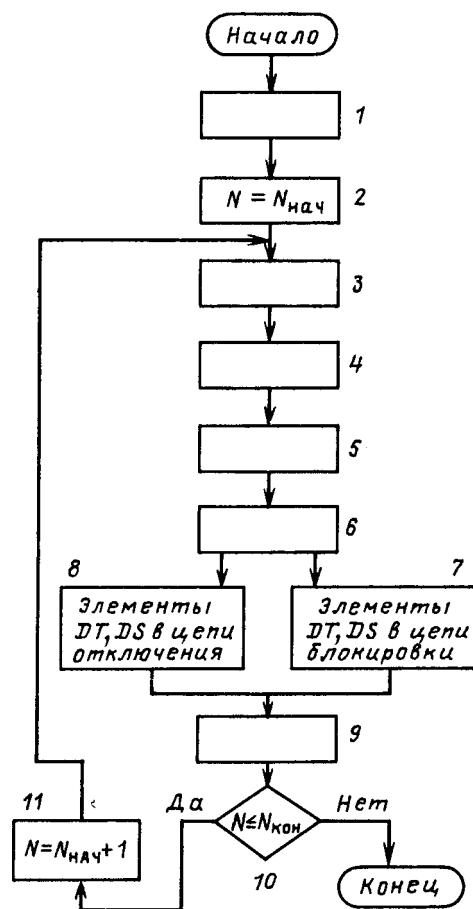 Начало
1
N = Nнач
2
3
4
5
6
8
7
Элементы
DT, DS в цепи
отключения
Элементы
DT, DS в цепи
блокировки
9
11
Да
N≤Nкон
Нет
N=Nнач+1
10
Конец